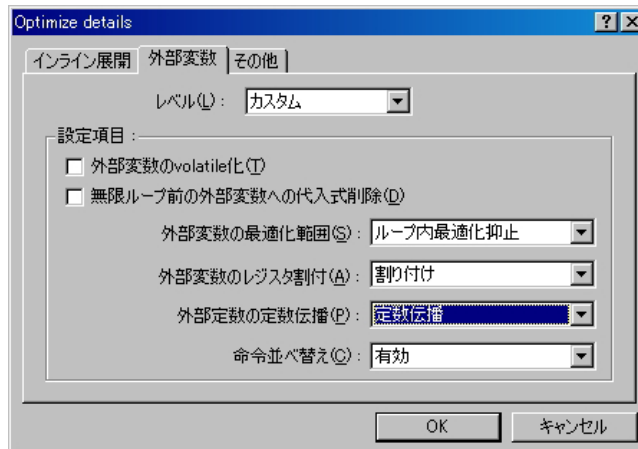 Optimize details
インライン展開 外部変数 その他
レベル(L): カスタム
設定項目:
外部変数のvolatile化(T)
無限ループ前の外部変数への代入式削除(D)
外部変数の最適化範囲(S): ループ内最適化抑止
外部変数のレジスタ割付(A): 割り付け
外部定数の定数伝播(P): 定数伝播
命令並べ替え(C): 有効
OK キャンセル